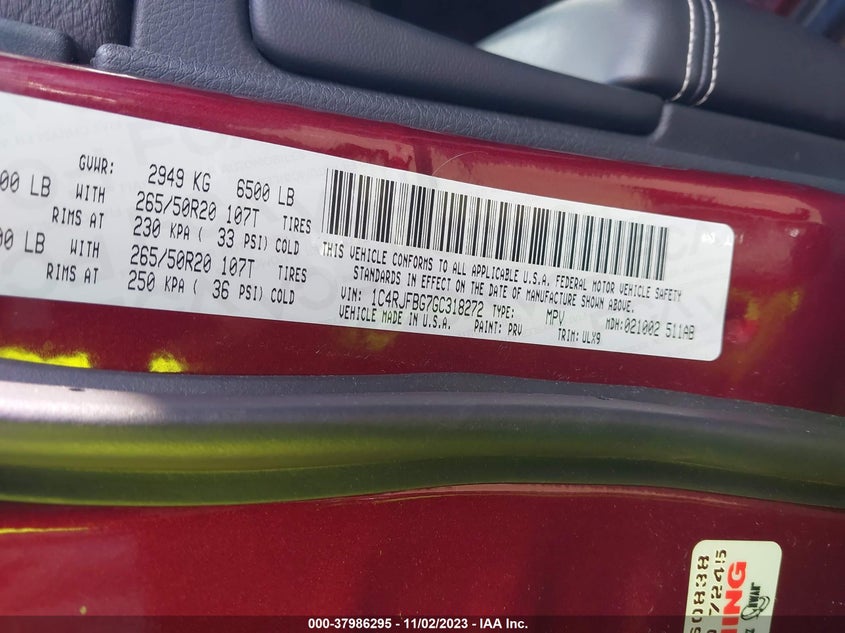 GVWR: 2949 KG 6500 LB
00 LB WITH 265/50R20 107T TIRES
RIMS AT 230 KPA ( 33 PSI) COLD
00 LB WITH 265/50R20 107T TIRES
RIMS AT 250 KPA ( 36 PSI) COLD
THIS VEHICLE CONFORMS TO ALL APPLICABLE U.S.A. FEDERAL MOTOR VEHICLE SAFETY
STANDARDS IN EFFECT ON THE DATE OF MANUFACTURE SHOWN ABOVE.
VIN: 1C4RJFBG7GC318272 TYPE: MPV MDH:021002 511AB
VEHICLE MADE IN U.S.A. PAINT: PRV TRIM: ULX9
60838
7245
ING
000-37986295 - 11/02/2023 - IAA Inc.